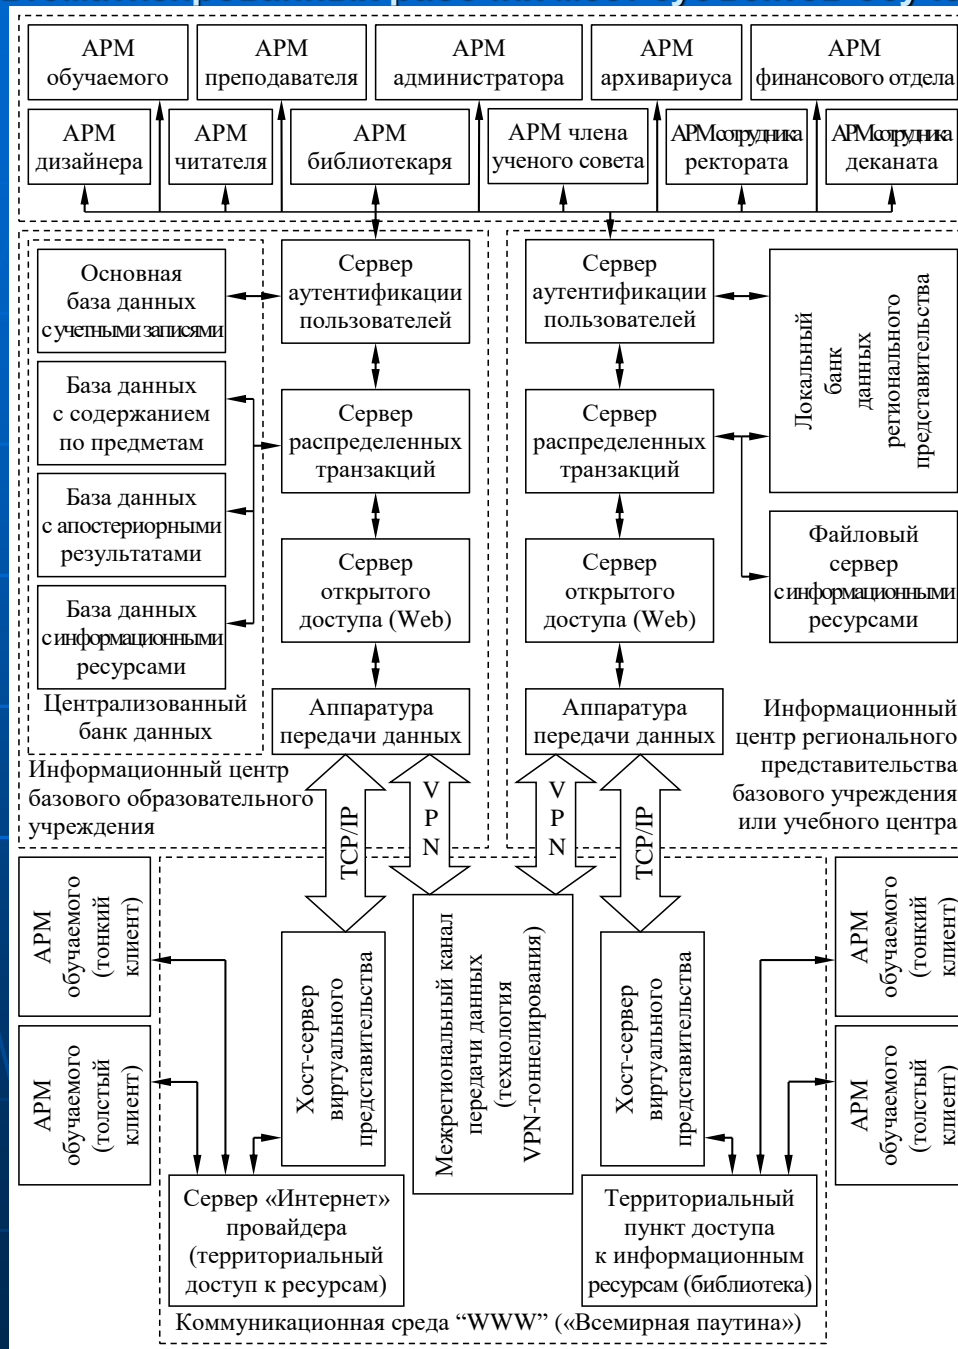 АРМ
обучаемого
АРМ
преподавателя
АРМ
администратора
АРМ
архивариуса
АРМ
финансового отдела
АРМ
дизайнера
АРМ
читателя
АРМ
библиотекаря
АРМ члена
ученого совета
АРМ сотрудника
ректората
АРМ сотрудника
деканата
Основная
база данных
с учетными записями
База данных
с содержанием
по предметам
База данных
с апостериорными
результатами
База данных
с информационными
ресурсами
Централизованный
банк данных
Сервер
аутентификации
пользователей
Сервер
распределенных
транзакций
Сервер
открытого
доступа (Web)
Аппаратура
передачи данных
Информационный центр
базового образовательного
учреждения
Сервер
аутентификации
пользователей
Сервер
распределенных
транзакций
Сервер
открытого
доступа (Web)
Аппаратура
передачи данных
Локальный
банк
данных
регионального
представительства
Файловый
сервер
с информационными
ресурсами
Информационный
центр регионального
представительства
базового учреждения
или учебного центра
TCP/IP
VPN
VPN
TCP/IP
АРМ
обучаемого
(тонкий
клиент)
АРМ
обучаемого
(толстый
клиент)
Хост-сервер
виртуального
представительства
Межрегиональный канал
передачи данных
(технология
VPN-тоннелирования)
Хост-сервер
виртуального
представительства
АРМ
обучаемого
(тонкий
клиент)
АРМ
обучаемого
(толстый
клиент)
Сервер «Интернет»
провайдера
(территориальный
доступ к ресурсам)
Территориальный
пункт доступа
к информационным
ресурсам (библиотека)
Коммуникационная среда “WWW” («Всемирная паутина»)